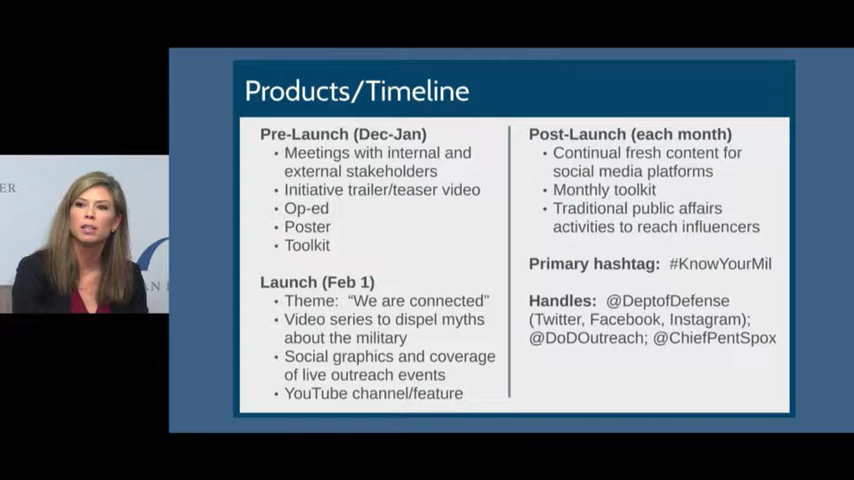 Products/Timeline
Pre-Launch (Dec-Jan)
• Meetings with internal and
external stakeholders
• Initiative trailer/teaser video
• Op-ed
• Poster
• Toolkit
Launch (Feb 1)
• Theme: “We are connected”
• Video series to dispel myths
about the military
• Social graphics and coverage
of live outreach events
• YouTube channel/feature
Post-Launch (each month)
• Continual fresh content for
social media platforms
• Monthly toolkit
• Traditional public affairs
activities to reach influencers
Primary hashtag: #KnowYourMil
Handles: @DeptofDefense
(Twitter, Facebook, Instagram);
@DoDOutreach; @ChiefPentSpox
ER